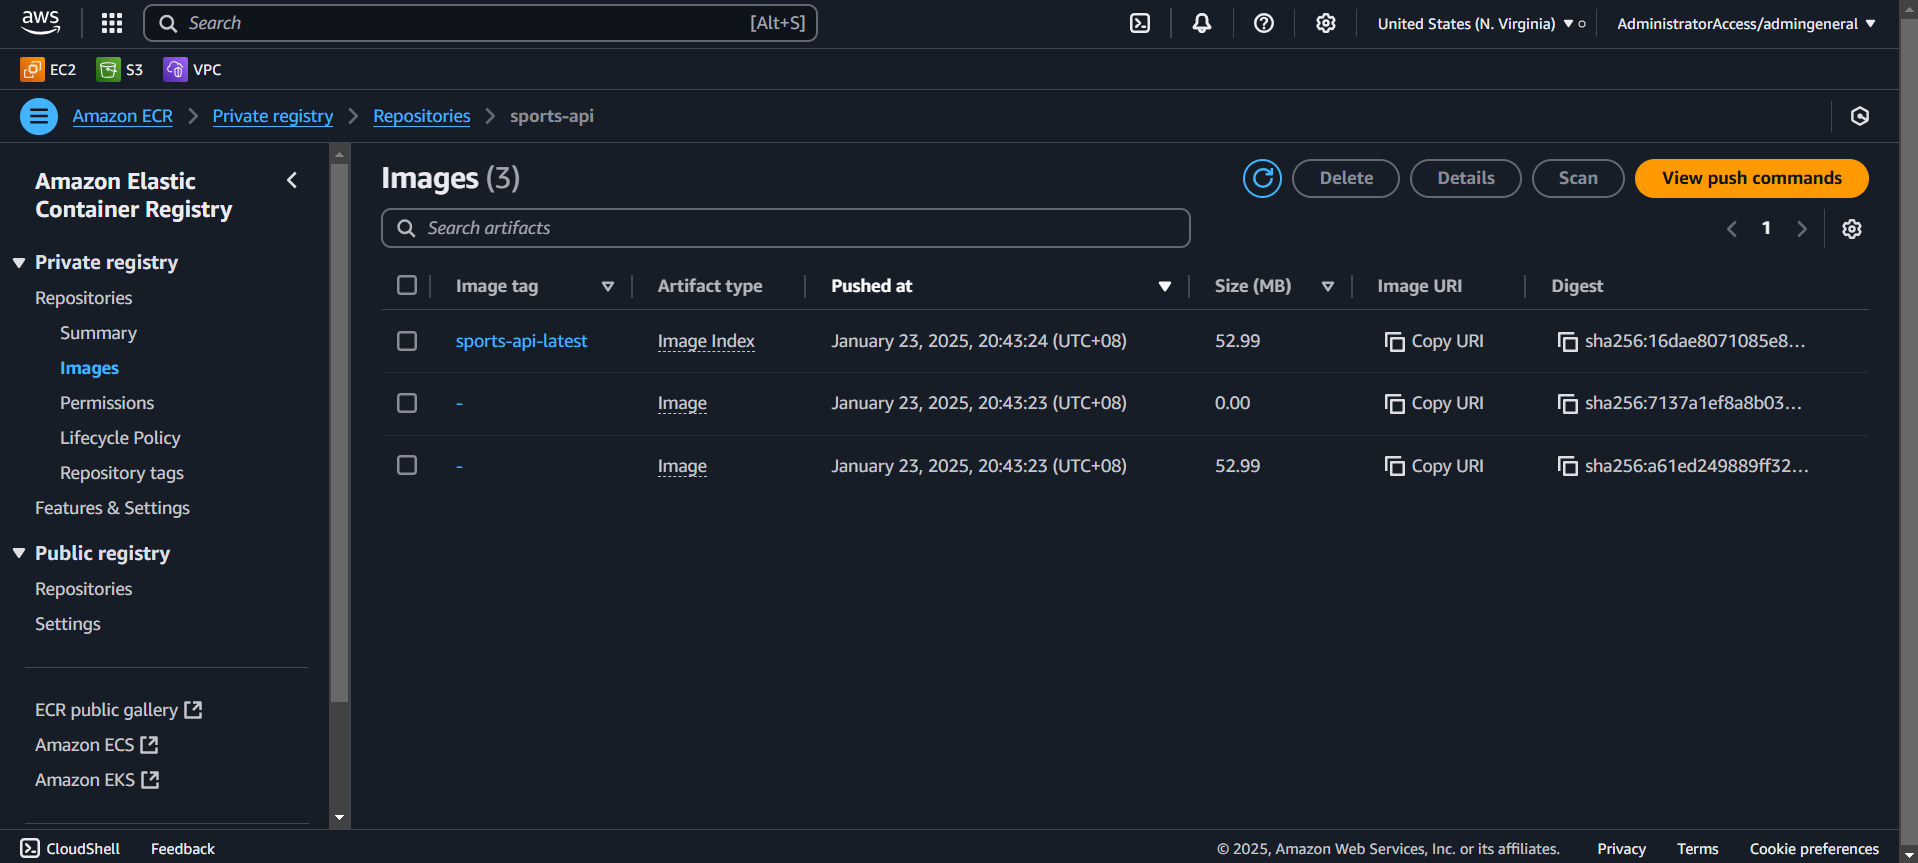 aws
Search [Alt+S]
United States (N. Virginia)
AdministratorAccess/admingeneral
EC2 S3 VPC
Amazon ECR Private registry Repositories sports-api
Amazon Elastic
Container Registry
Private registry
Repositories
Summary
Images
Permissions
Lifecycle Policy
Repository tags
Features & Settings
Public registry
Repositories
Settings
ECR public gallery
Amazon ECS
Amazon EKS
Images (3)
Delete Details Scan View push commands
Search artifacts
1
Image tag Artifact type Pushed at Size (MB) Image URI Digest
sports-api-latest Image Index January 23, 2025, 20:43:24 (UTC+08) 52.99 Copy URI sha256:16dae8071085e8...
- Image January 23, 2025, 20:43:23 (UTC+08) 0.00 Copy URI sha256:7137a1ef8a8b03...
- Image January 23, 2025, 20:43:23 (UTC+08) 52.99 Copy URI sha256:a61ed249889ff32...
CloudShell Feedback © 2025, Amazon Web Services, Inc. or its affiliates. Privacy Terms Cookie preferences